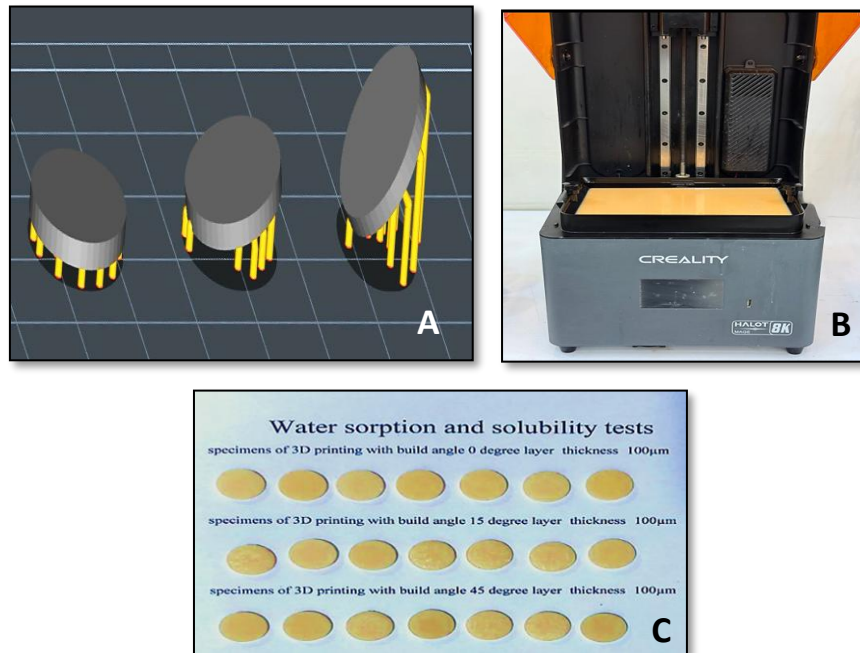 A
CREALITY
HALOT
MAGE
8K
B
Water sorption and solubility tests
specimens of 3D printing with build angle 0 degree layer thickness 100µm
specimens of 3D printing with build angle 15 degree layer thickness 100µm
specimens of 3D printing with build angle 45 degree layer thickness 100µm
C